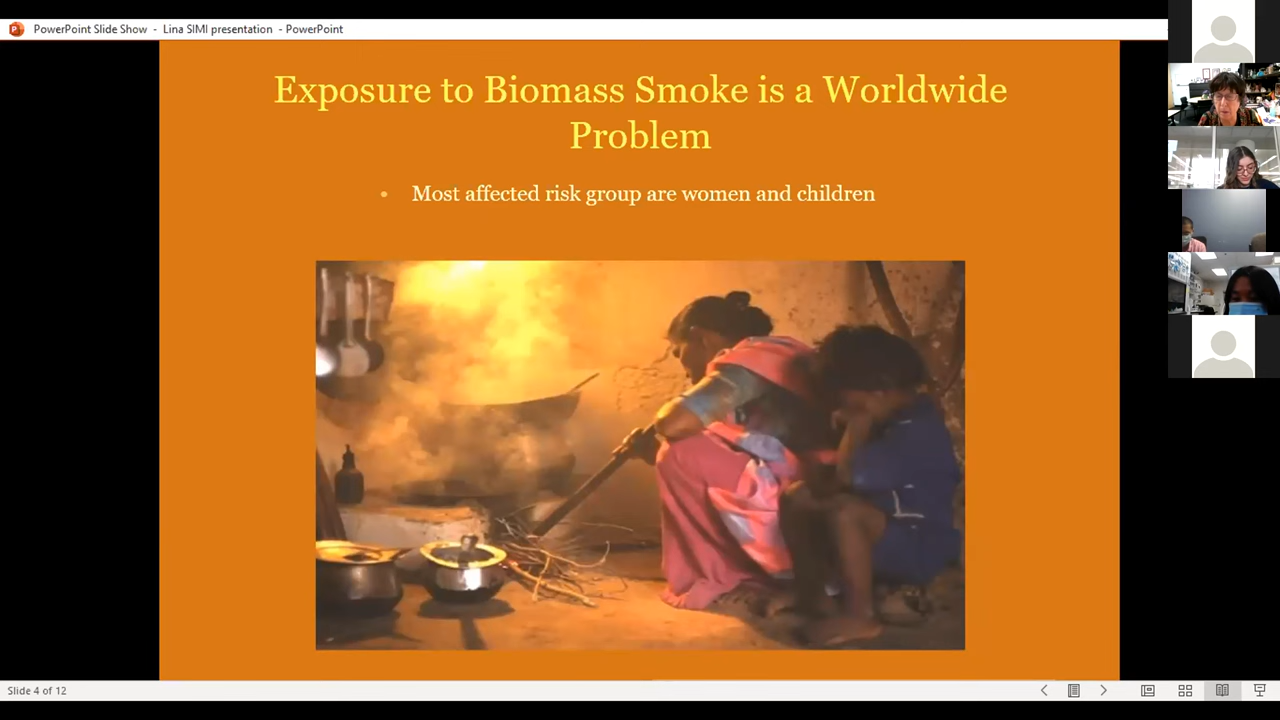 PowerPoint Slide Show - Lina SIMI presentation - PowerPoint
Exposure to Biomass Smoke is a Worldwide
Problem
• Most affected risk group are women and children
Slide 4 of 12